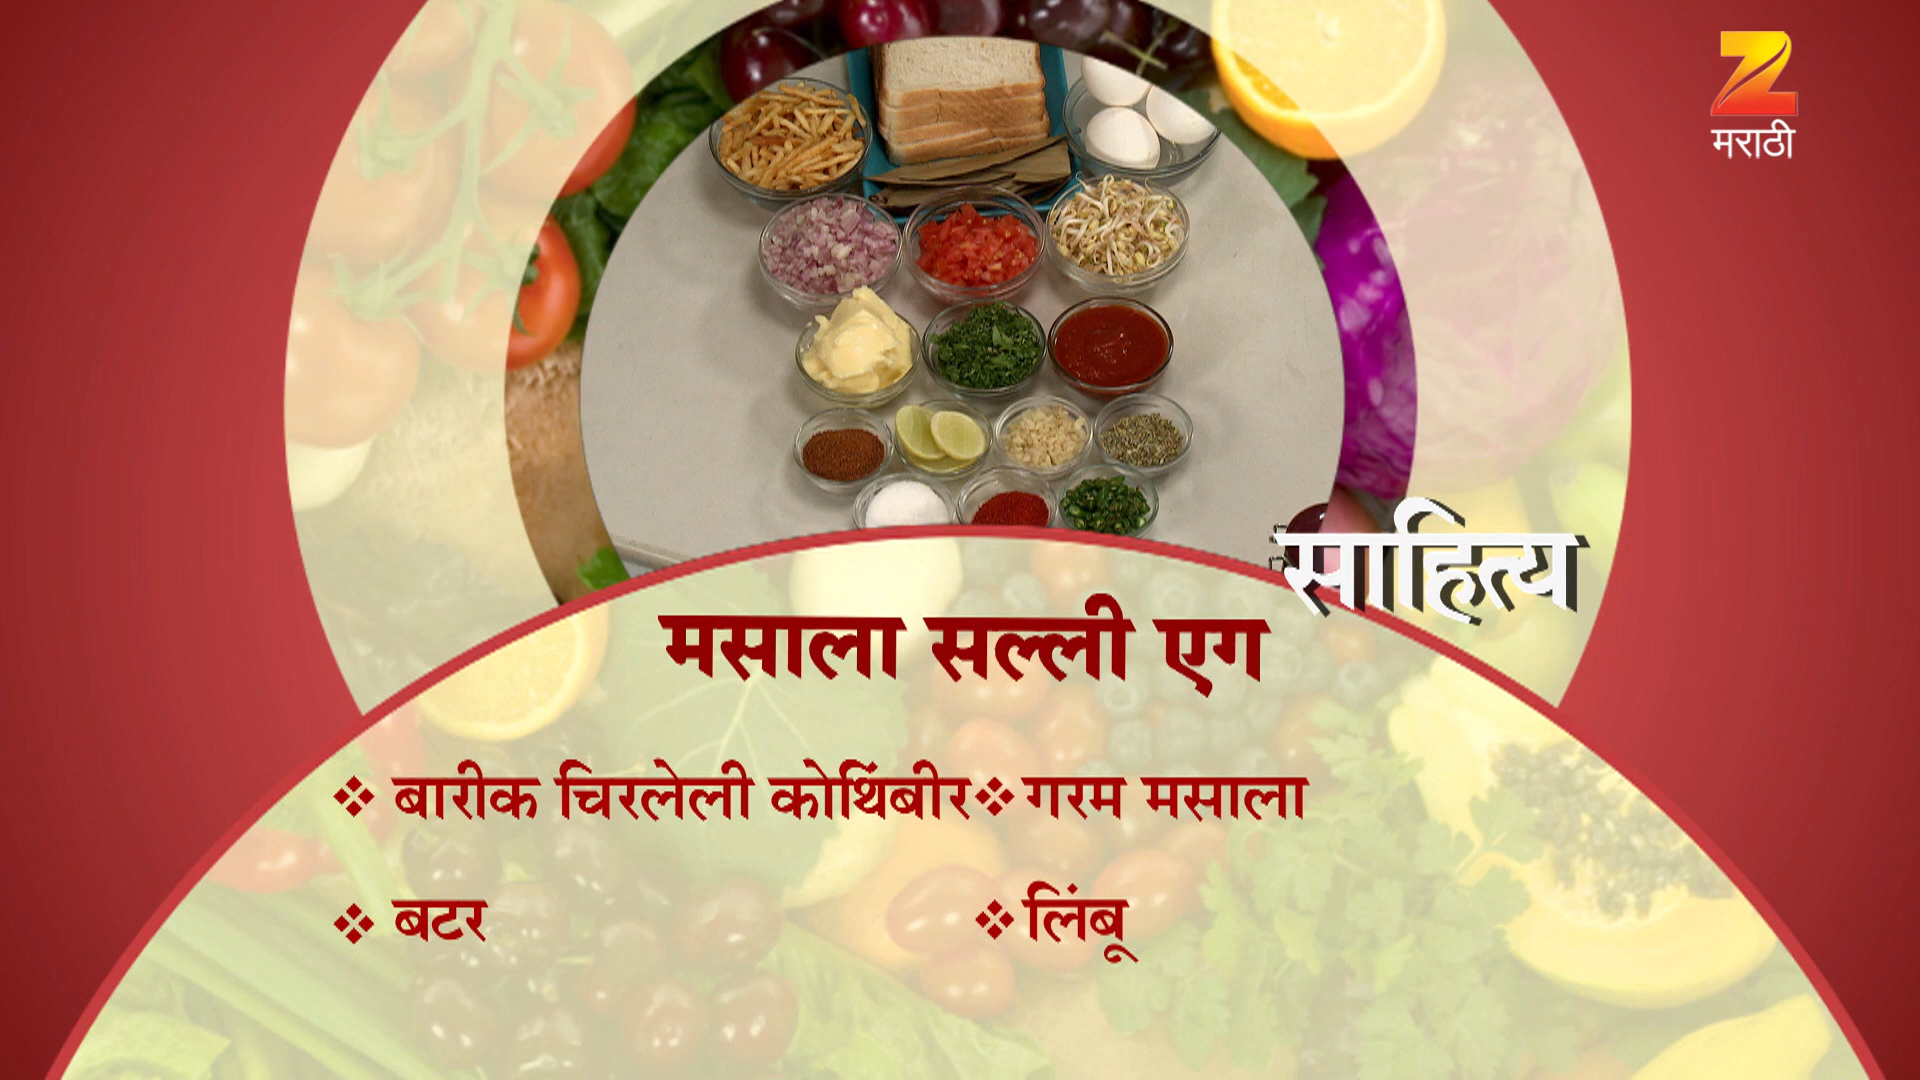 मराठी
साहित्य
मसाला सल्ली एग
❖ बारीक चिरलेली कोथिंबीर ❖ गरम मसाला
❖ बटर ❖ लिंबू